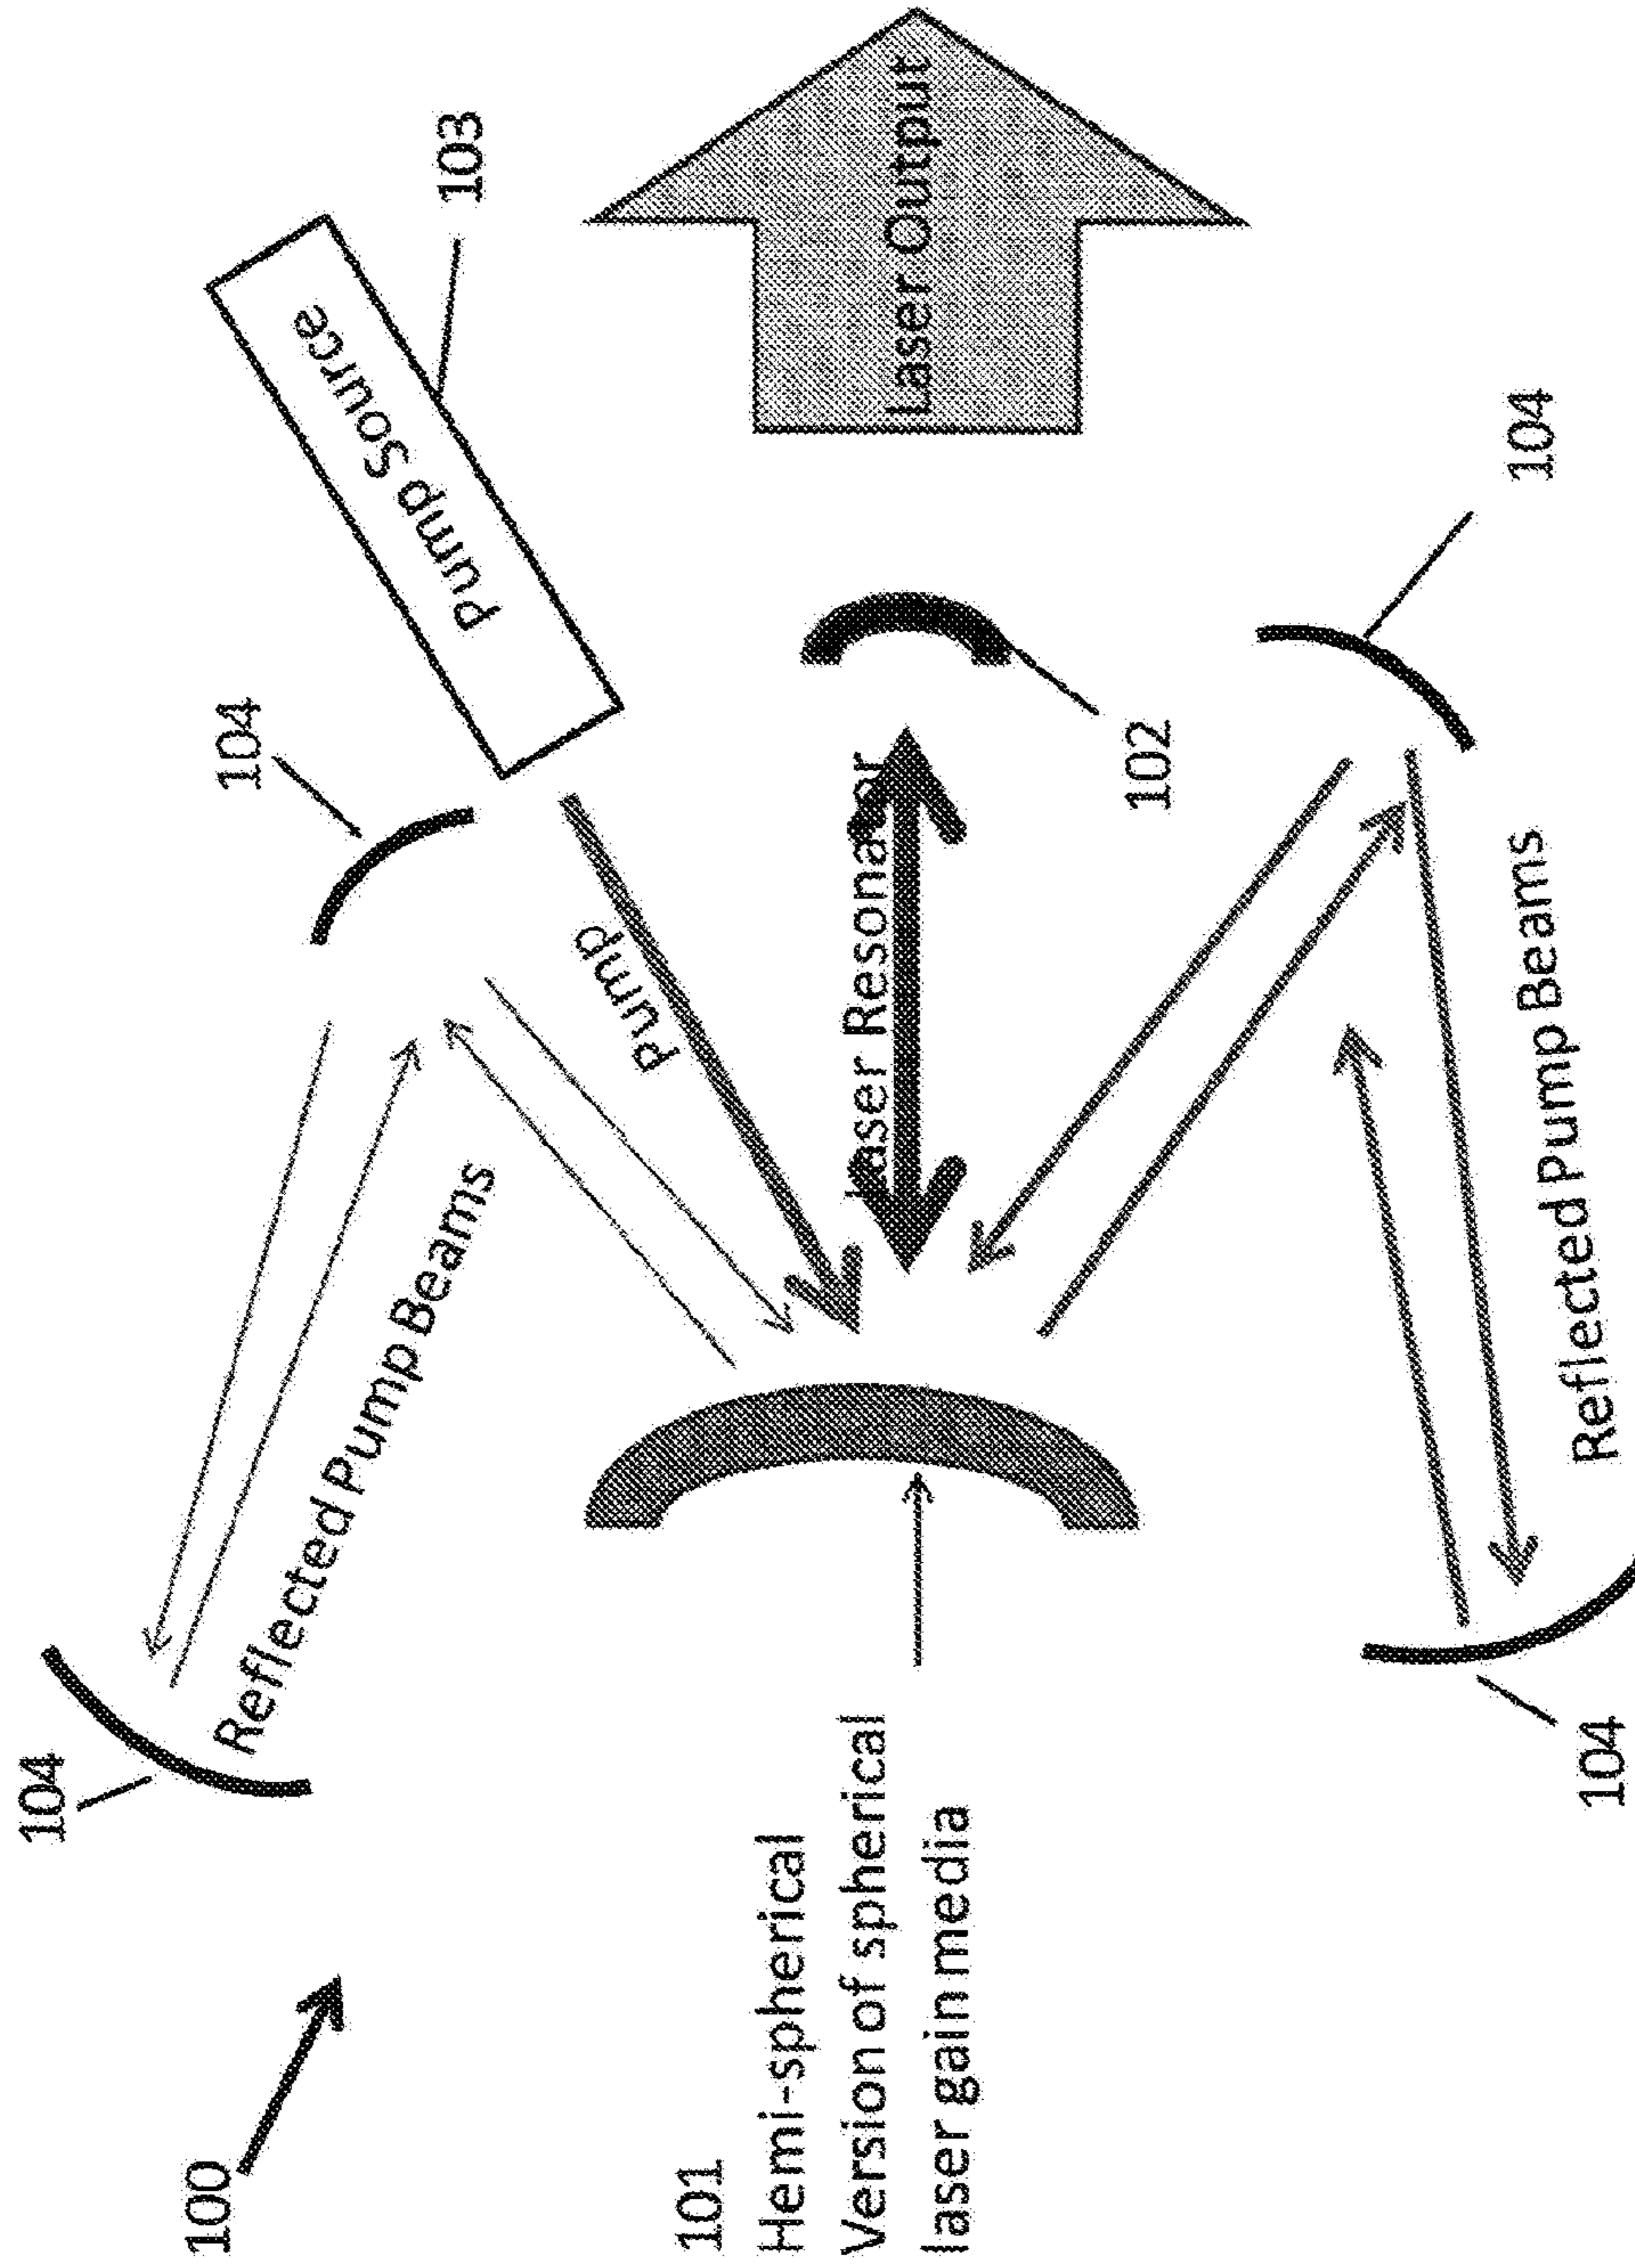 100
101
Hemi-spherical
Version of spherical
laser gain media
104
Reflected Pump Beams
104
Pump Source
103
Pump
Laser Resonator
102
Laser Output
104
Reflected Pump Beams
104